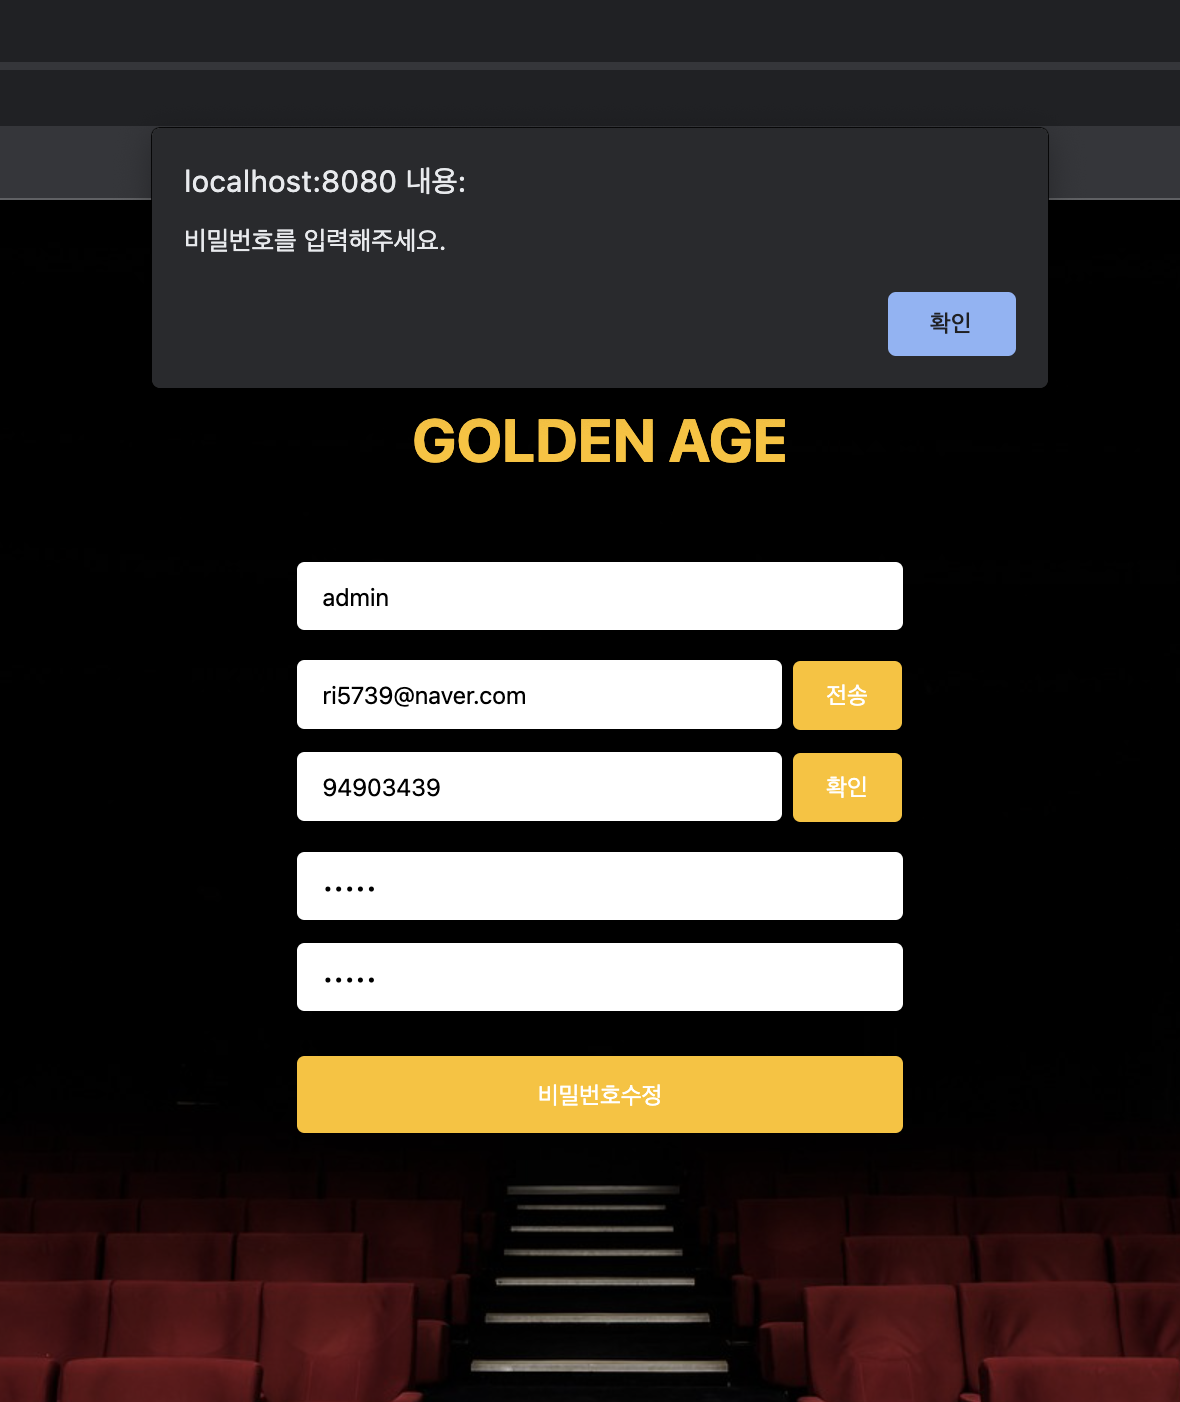 localhost:8080 내용:
비밀번호를 입력해주세요.
확인
GOLDEN AGE
admin
ri5739@naver.com
전송
94903439
확인
•••••
•••••
비밀번호수정